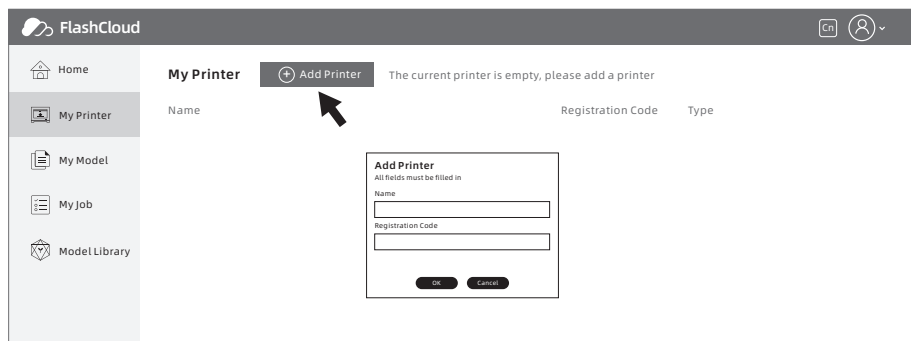 FlashCloud
Cn
Home
My Printer
My Model
My Job
Model Library
My Printer
Add Printer
The current printer is empty, please add a printer
Name
Registration Code
Type
Add Printer
All fields must be filled in
Name
Registration Code
OK
Cancel